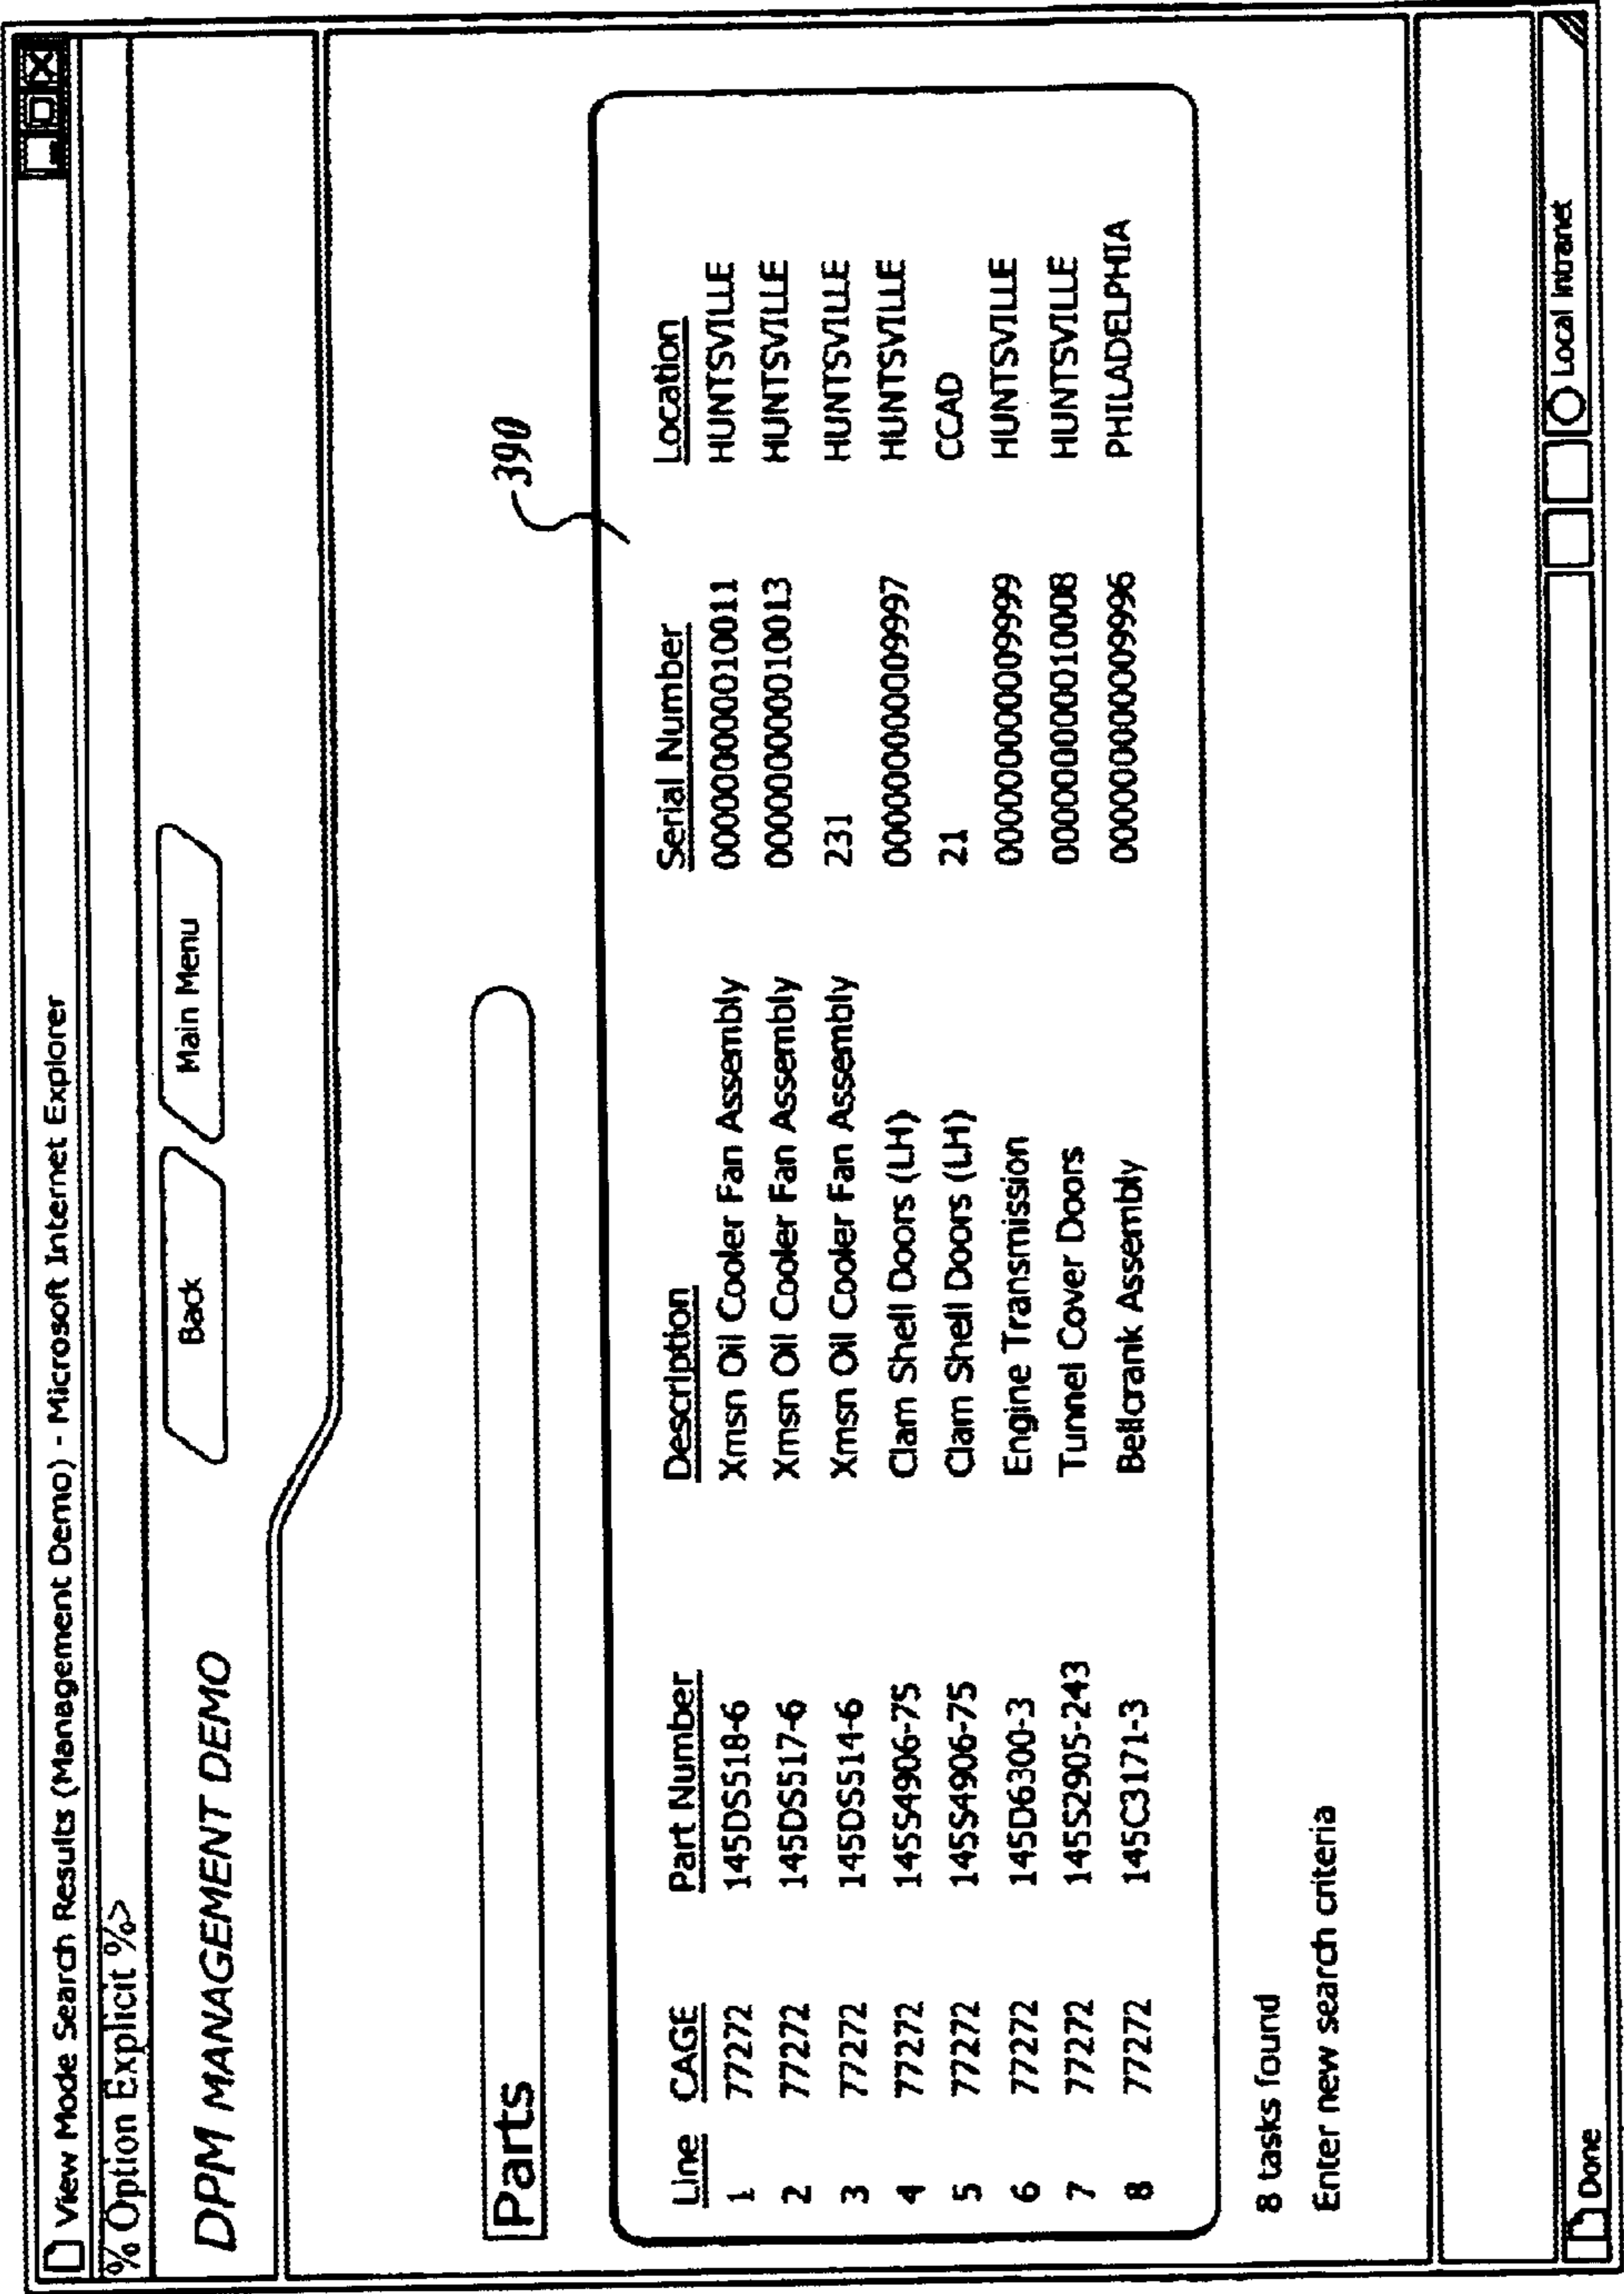 View Mode Search Results (Management Demo) - Microsoft Internet Explorer
% Option Explicit %>
DPM MANAGEMENT DEMO
Back
Main Menu
Parts
390
Line CAGE Part Number Description Serial Number Location
1 77272 145DS518-6 Xmsn Oil Cooler Fan Assembly 000000000010011 HUNTSVILLE
2 77272 145DS517-6 Xmsn Oil Cooler Fan Assembly 000000000010013 HUNTSVILLE
3 77272 145DS514-6 Xmsn Oil Cooler Fan Assembly 231 HUNTSVILLE
4 77272 145S4906-75 Clam Shell Doors (LH) 000000000009997 HUNTSVILLE
5 77272 145S4906-75 Clam Shell Doors (LH) 21 CCAD
6 77272 145D6300-3 Engine Transmission 000000000009999 HUNTSVILLE
7 77272 145S2905-243 Tunnel Cover Doors 000000000010008 HUNTSVILLE
8 77272 145C3171-3 Bellcrank Assembly 000000000009996 PHILADELPHIA
8 tasks found
Enter new search criteria
Done
Local intranet